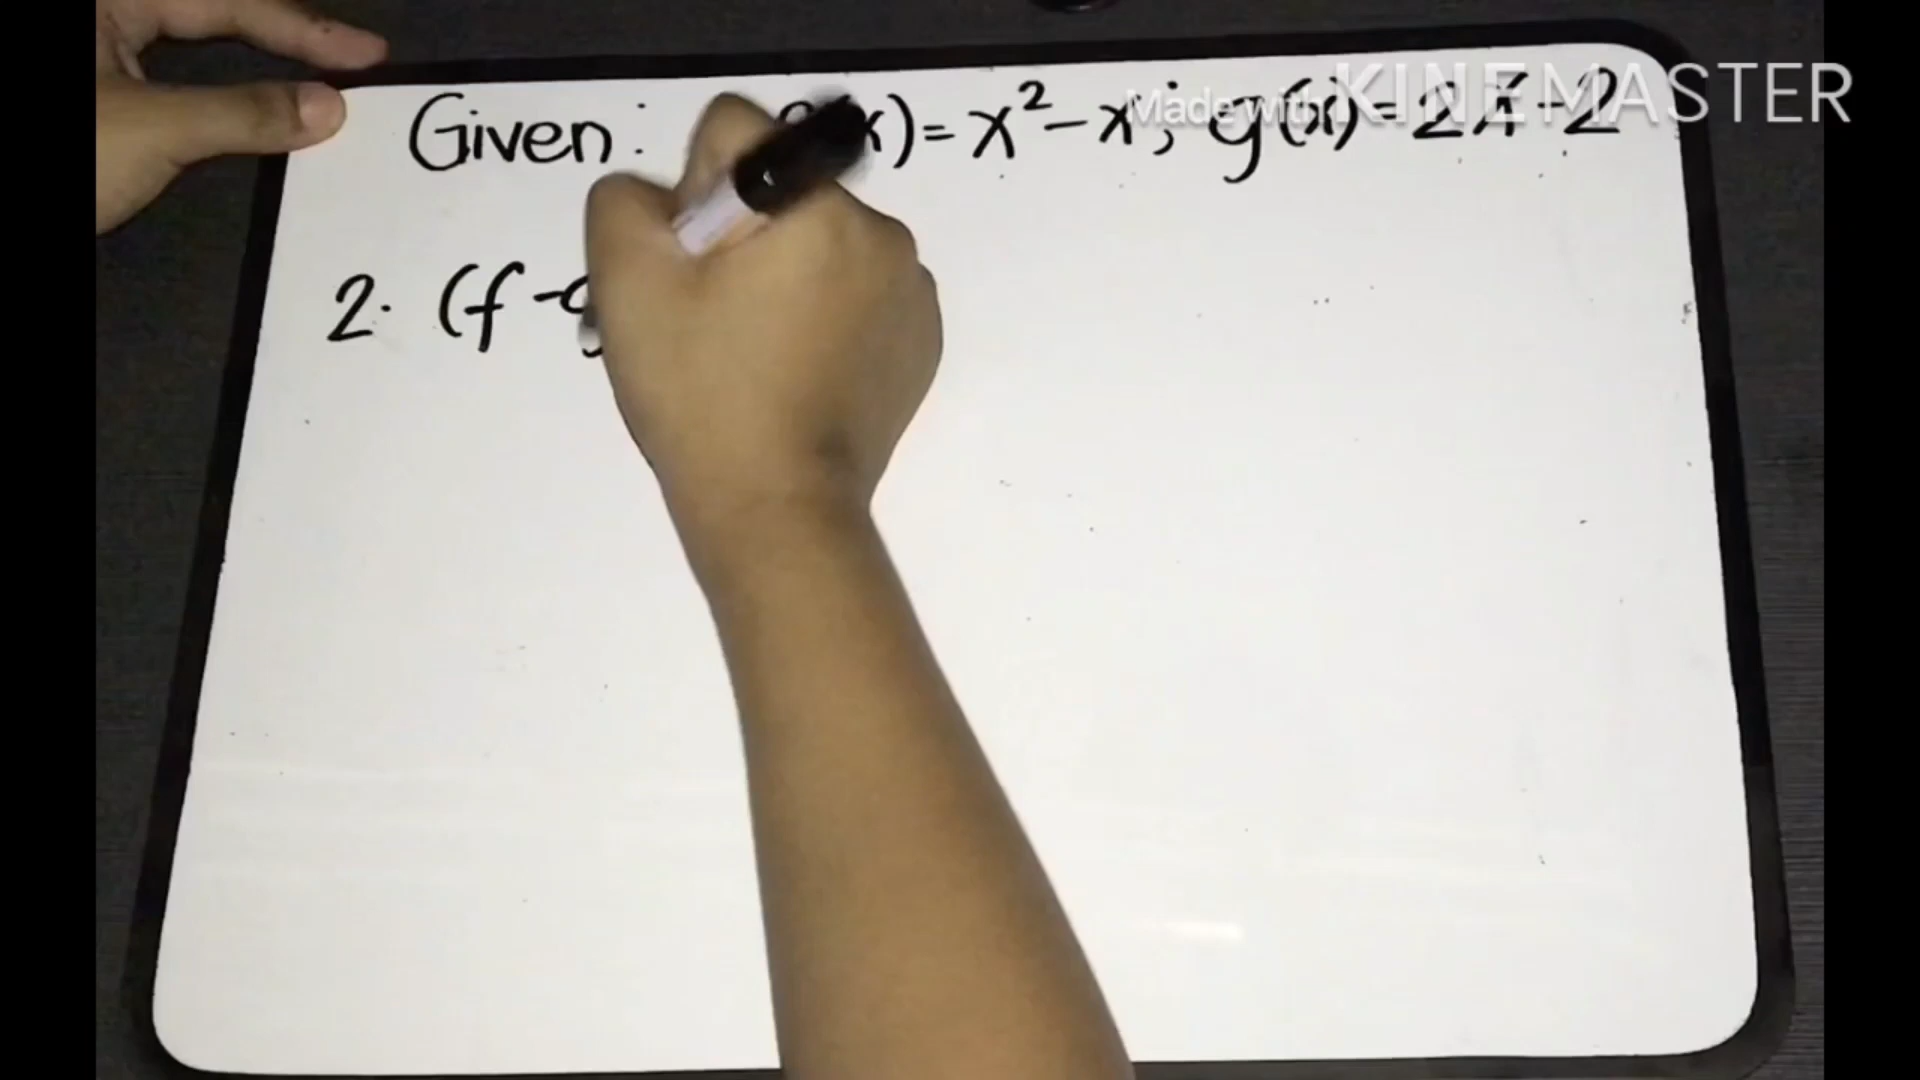 Given: f(x) = x² - x; g(x) = 2x - 2
Made with KINEMASTER
2. (f - g